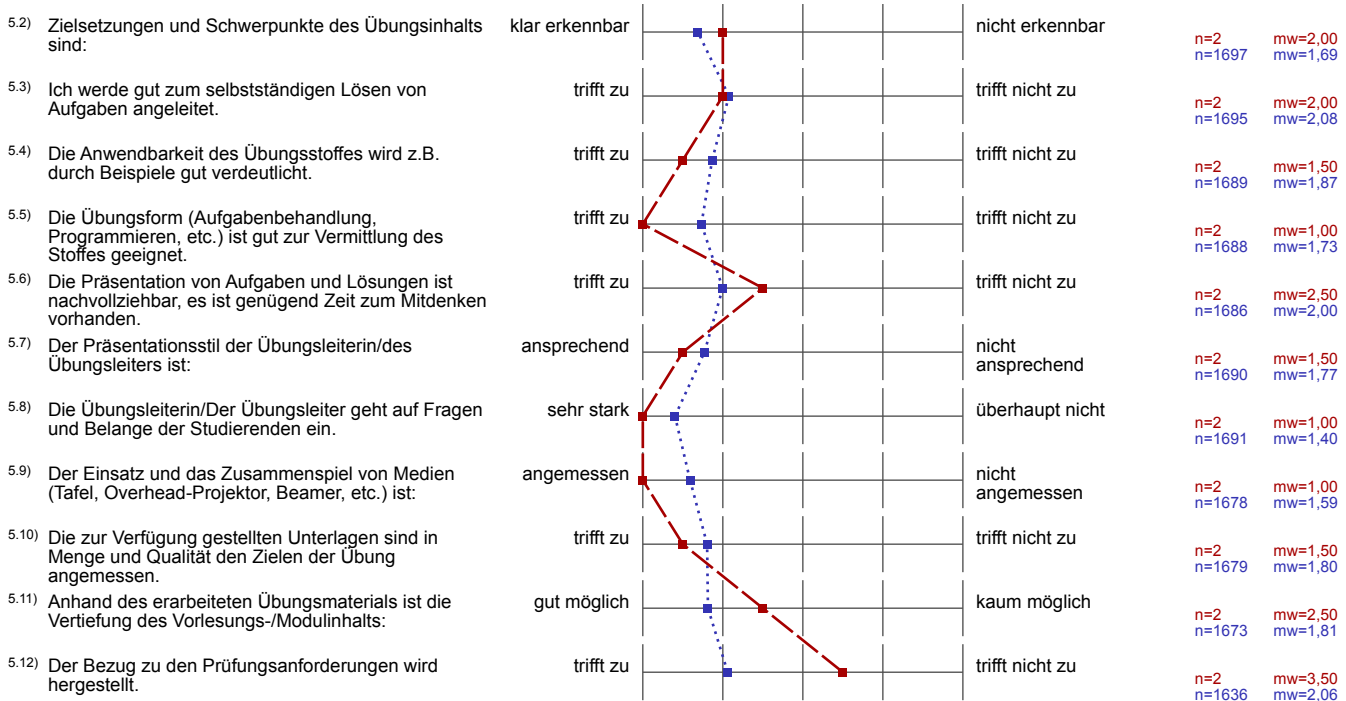 5.2) Zielsetzungen und Schwerpunkte des Übungsinhalts klar erkennbar nicht erkennbar
sind:
n=2 mw=2,00
n=1697 mw=1,69
5.3) Ich werde gut zum selbstständigen Lösen von trifft zu trifft nicht zu
Aufgaben angeleitet.
n=2 mw=2,00
n=1695 mw=2,08
5.4) Die Anwendbarkeit des Übungsstoffes wird z.B. trifft zu trifft nicht zu
durch Beispiele gut verdeutlicht.
n=2 mw=1,50
n=1689 mw=1,87
5.5) Die Übungsform (Aufgabenbehandlung, trifft zu trifft nicht zu
Programmieren, etc.) ist gut zur Vermittlung des
Stoffes geeignet.
n=2 mw=1,00
n=1688 mw=1,73
5.6) Die Präsentation von Aufgaben und Lösungen ist trifft zu trifft nicht zu
nachvollziehbar, es ist genügend Zeit zum Mitdenken
vorhanden.
n=2 mw=2,50
n=1686 mw=2,00
5.7) Der Präsentationsstil der Übungsleiterin/des ansprechend nicht
Übungsleiters ist: ansprechend
n=2 mw=1,50
n=1690 mw=1,77
5.8) Die Übungsleiterin/Der Übungsleiter geht auf Fragen sehr stark überhaupt nicht
und Belange der Studierenden ein.
n=2 mw=1,00
n=1691 mw=1,40
5.9) Der Einsatz und das Zusammenspiel von Medien angemessen nicht
(Tafel, Overhead-Projektor, Beamer, etc.) ist: angemessen
n=2 mw=1,00
n=1678 mw=1,59
5.10) Die zur Verfügung gestellten Unterlagen sind in trifft zu trifft nicht zu
Menge und Qualität den Zielen der Übung
angemessen.
n=2 mw=1,50
n=1679 mw=1,80
5.11) Anhand des erarbeiteten Übungsmaterials ist die gut möglich kaum möglich
Vertiefung des Vorlesungs-/Modulinhalts:
n=2 mw=2,50
n=1673 mw=1,81
5.12) Der Bezug zu den Prüfungsanforderungen wird trifft zu trifft nicht zu
hergestellt.
n=2 mw=3,50
n=1636 mw=2,06